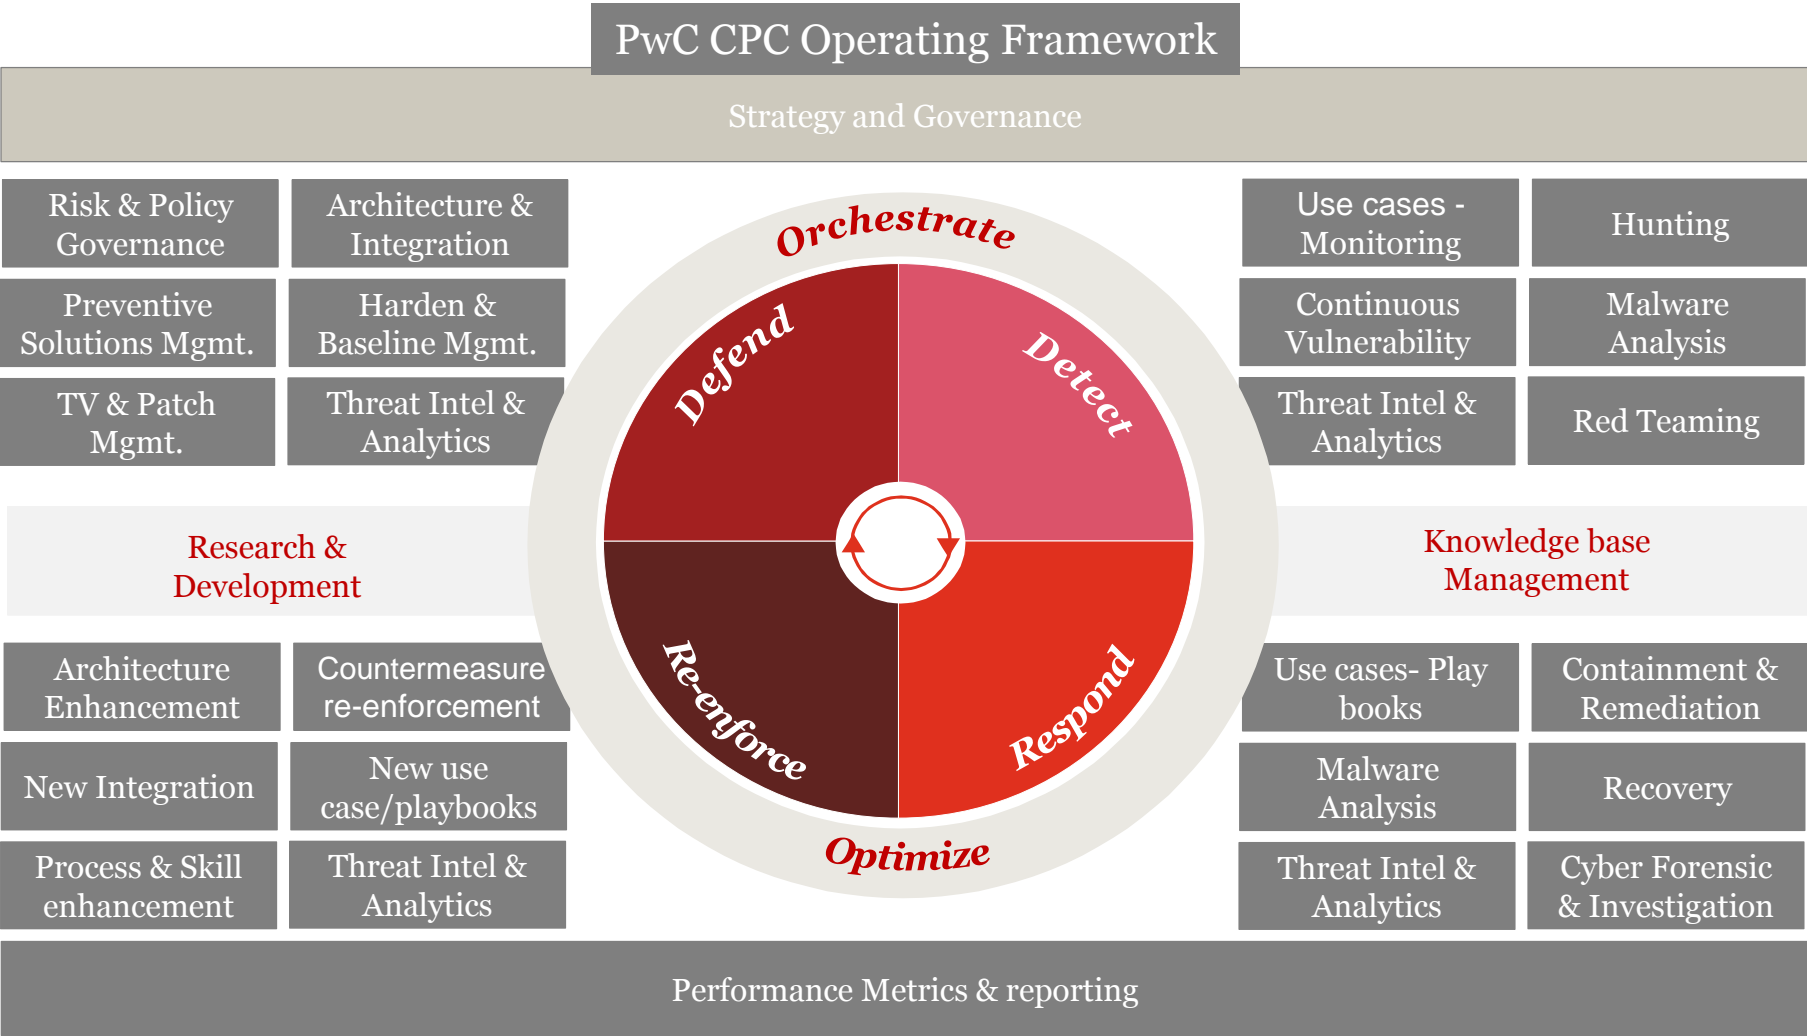 PwC CPC Operating Framework
Strategy and Governance
Risk & Policy
Governance
Architecture &
Integration
Preventive
Solutions Mgmt.
Harden &
Baseline Mgmt.
TV & Patch
Mgmt.
Threat Intel &
Analytics
Orchestrate
Defend
Detect
Re-enforce
Respond
Optimize
Use cases -
Monitoring
Hunting
Continuous
Vulnerability
Malware
Analysis
Threat Intel &
Analytics
Red Teaming
Research &
Development
Knowledge base
Management
Architecture
Enhancement
Countermeasure
re-enforcement
New Integration
New use
case/playbooks
Process & Skill
enhancement
Threat Intel &
Analytics
Use cases- Play
books
Containment &
Remediation
Malware
Analysis
Recovery
Threat Intel &
Analytics
Cyber Forensic
& Investigation
Performance Metrics & reporting